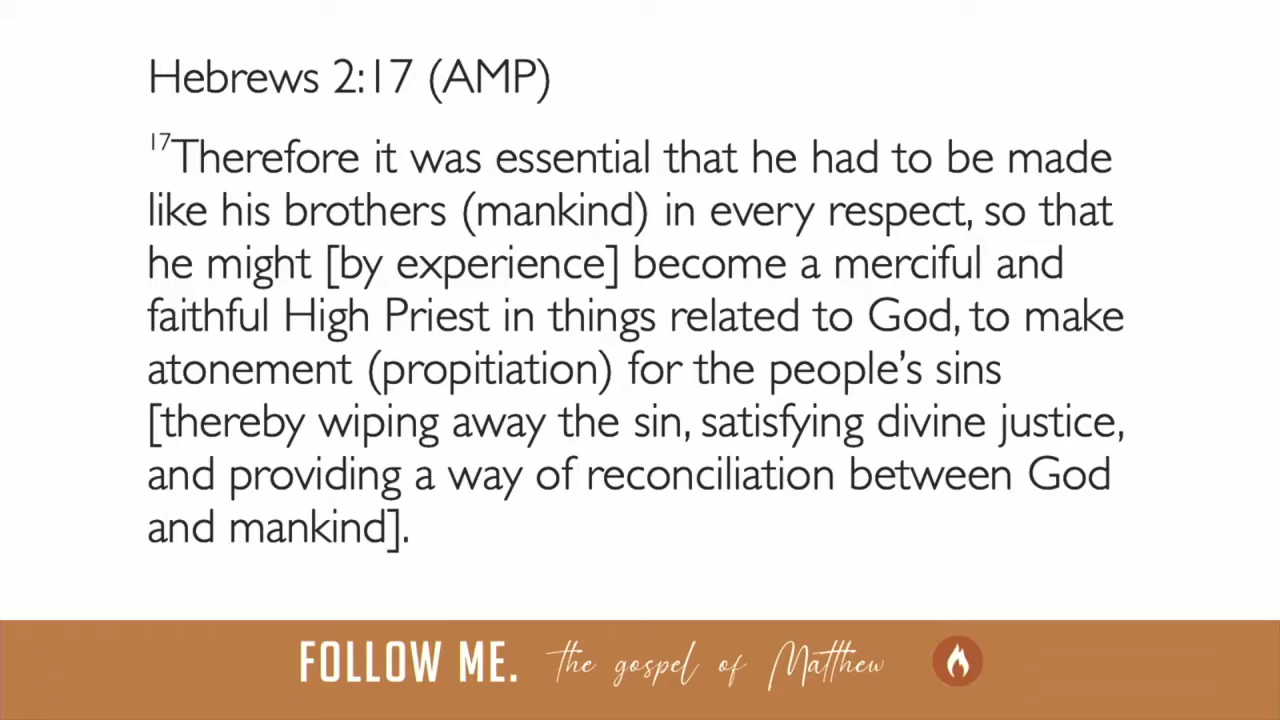 Hebrews 2:17 (AMP)
17Therefore it was essential that he had to be made
like his brothers (mankind) in every respect, so that
he might [by experience] become a merciful and
faithful High Priest in things related to God, to make
atonement (propitiation) for the people’s sins
[thereby wiping away the sin, satisfying divine justice,
and providing a way of reconciliation between God
and mankind].
FOLLOW ME. the gospel of Matthew